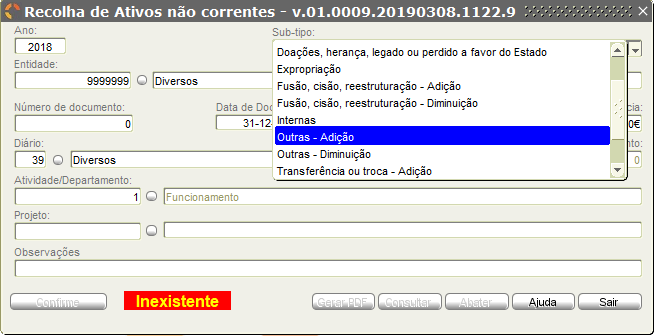 Recolha de Ativos não correntes - v.01.0009.20190308.1122.9
Ano:
Sub-tipo:
2018
Doações, herança, legado ou perdido a favor do Estado
Expropriação
Fusão, cisão, reestruturação - Adição
Fusão, cisão, reestruturação - Diminuição
Internas
Outras - Adição
Outras - Diminuição
Transferência ou troca - Adição
Entidade:
9999999 Diversos
Número de documento: Data de Doc cia:
0 31-12 0€
Diário: nto:
39 Diversos 0
Atividade/Departamento:
1 Funcionamento
Projeto:
Observações
Confirme Inexistente Gerar PDF Consultar Abater Ajuda Sair